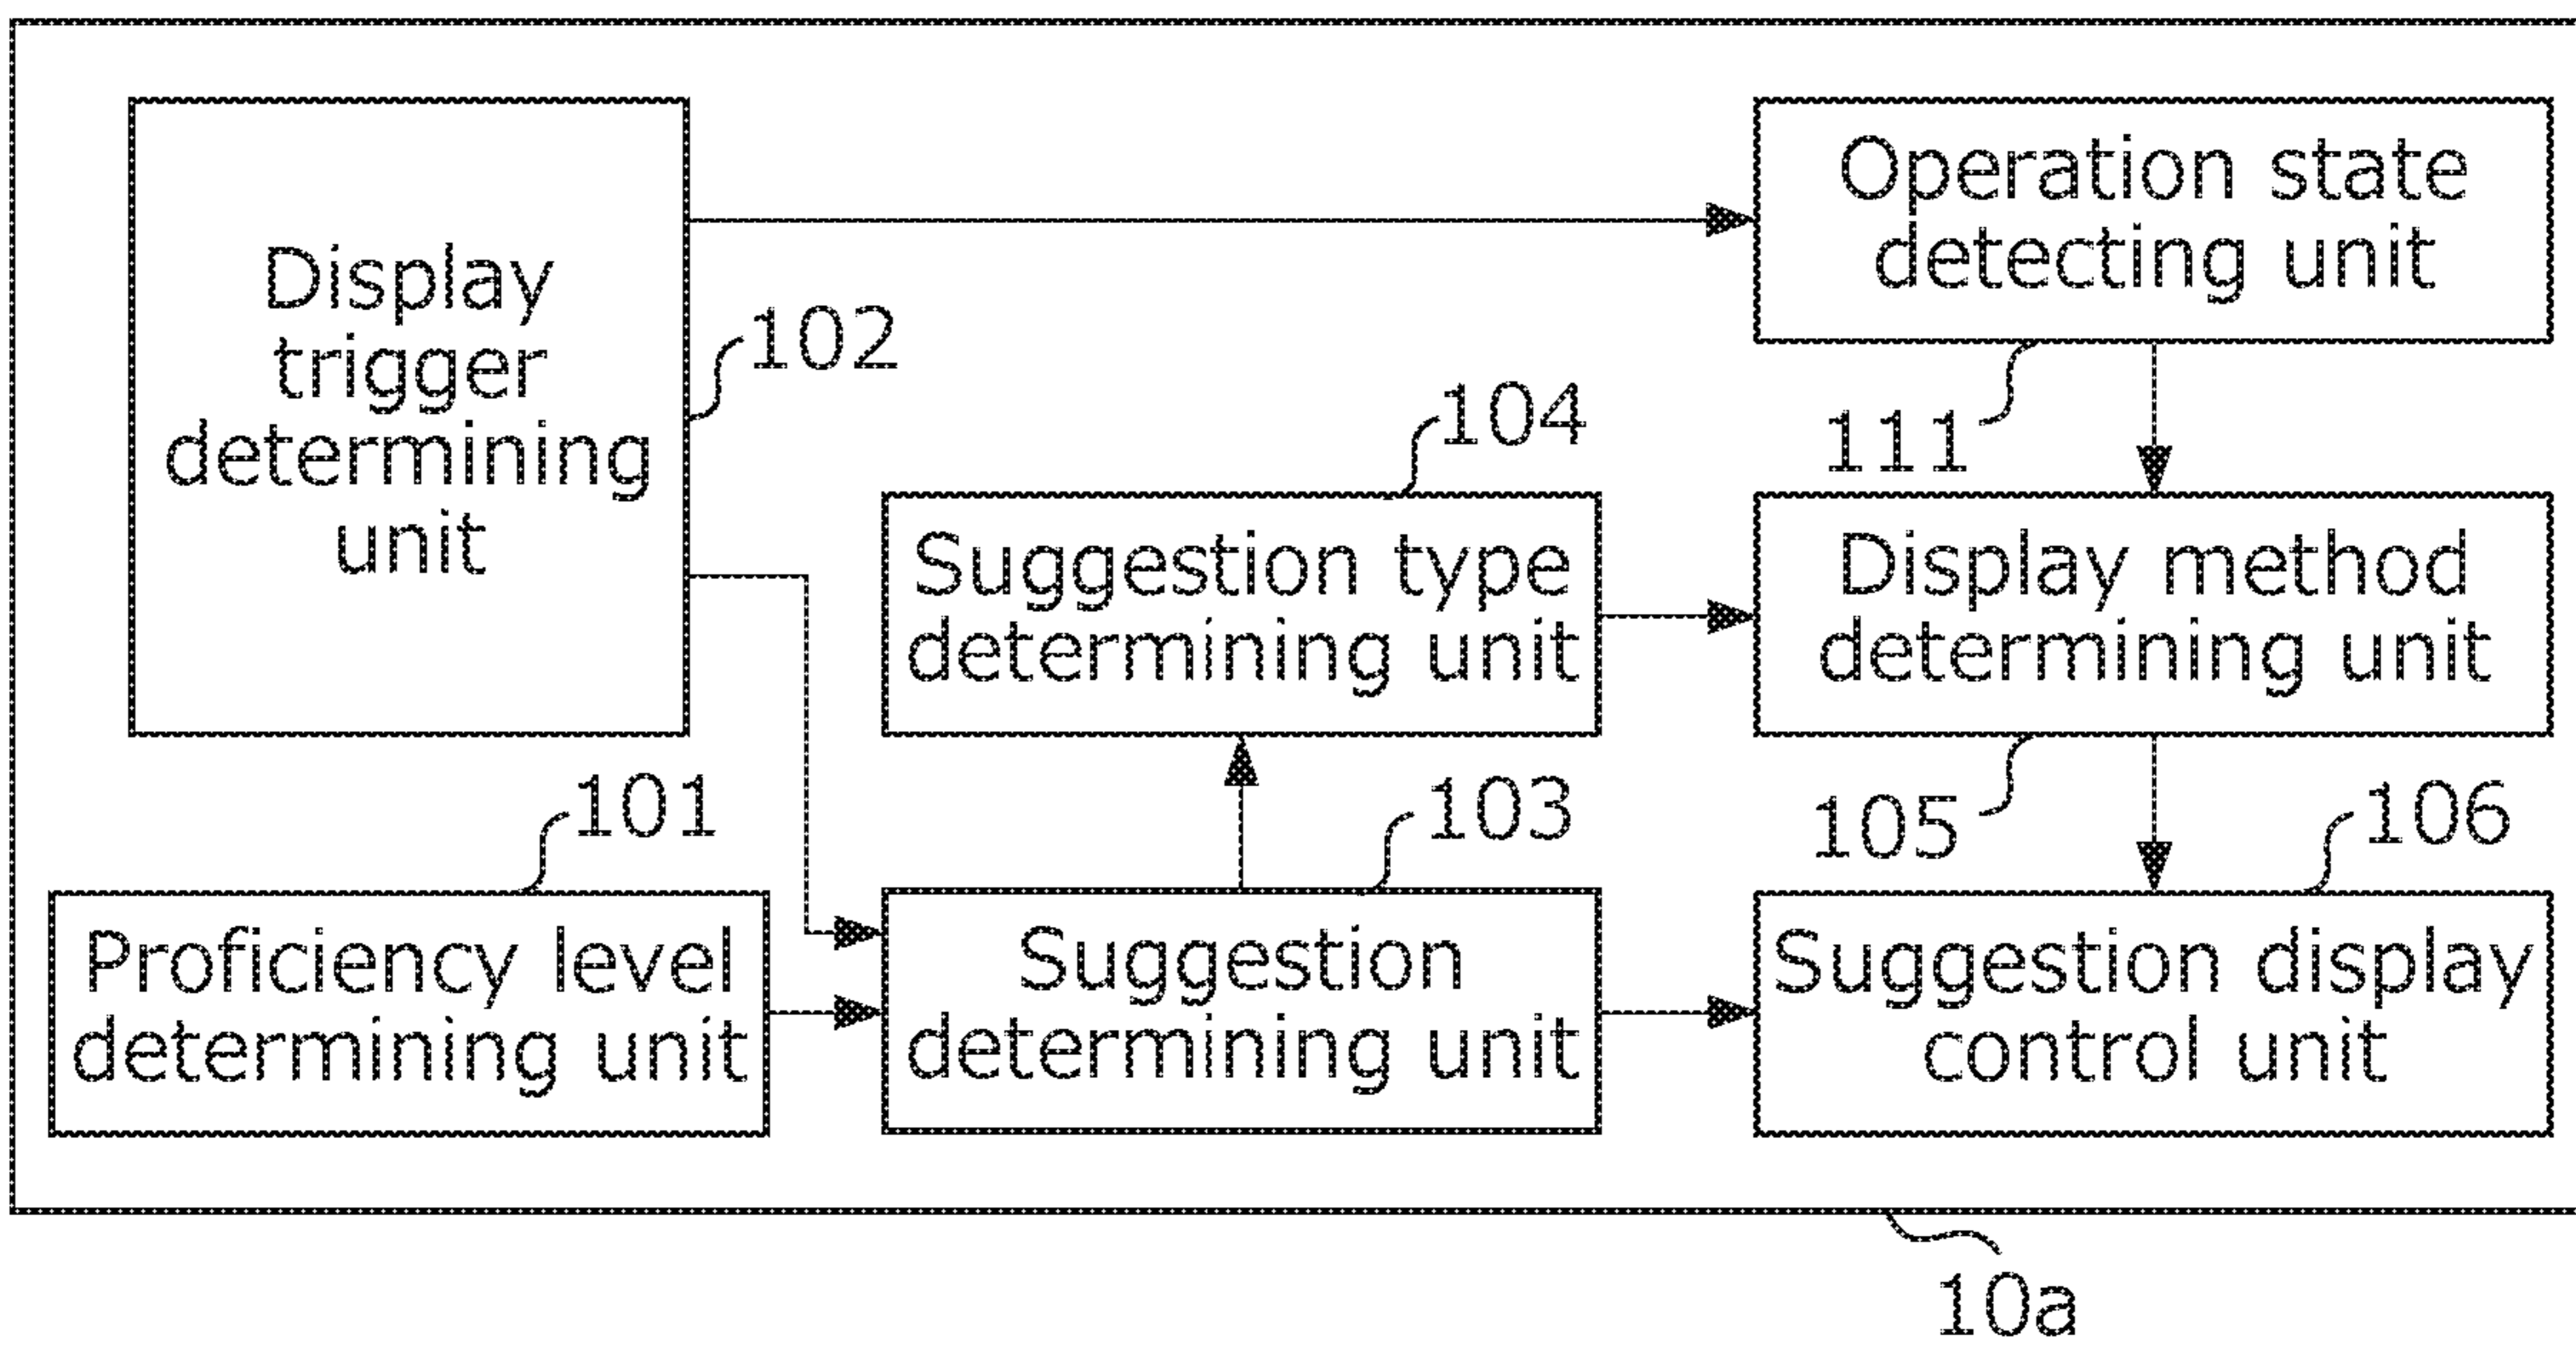 Display
trigger
determining
unit
102
Operation state
detecting unit
111
104
Suggestion type
determining unit
Display method
determining unit
105
101
Proficiency level
determining unit
103
Suggestion
determining unit
106
Suggestion display
control unit
10a